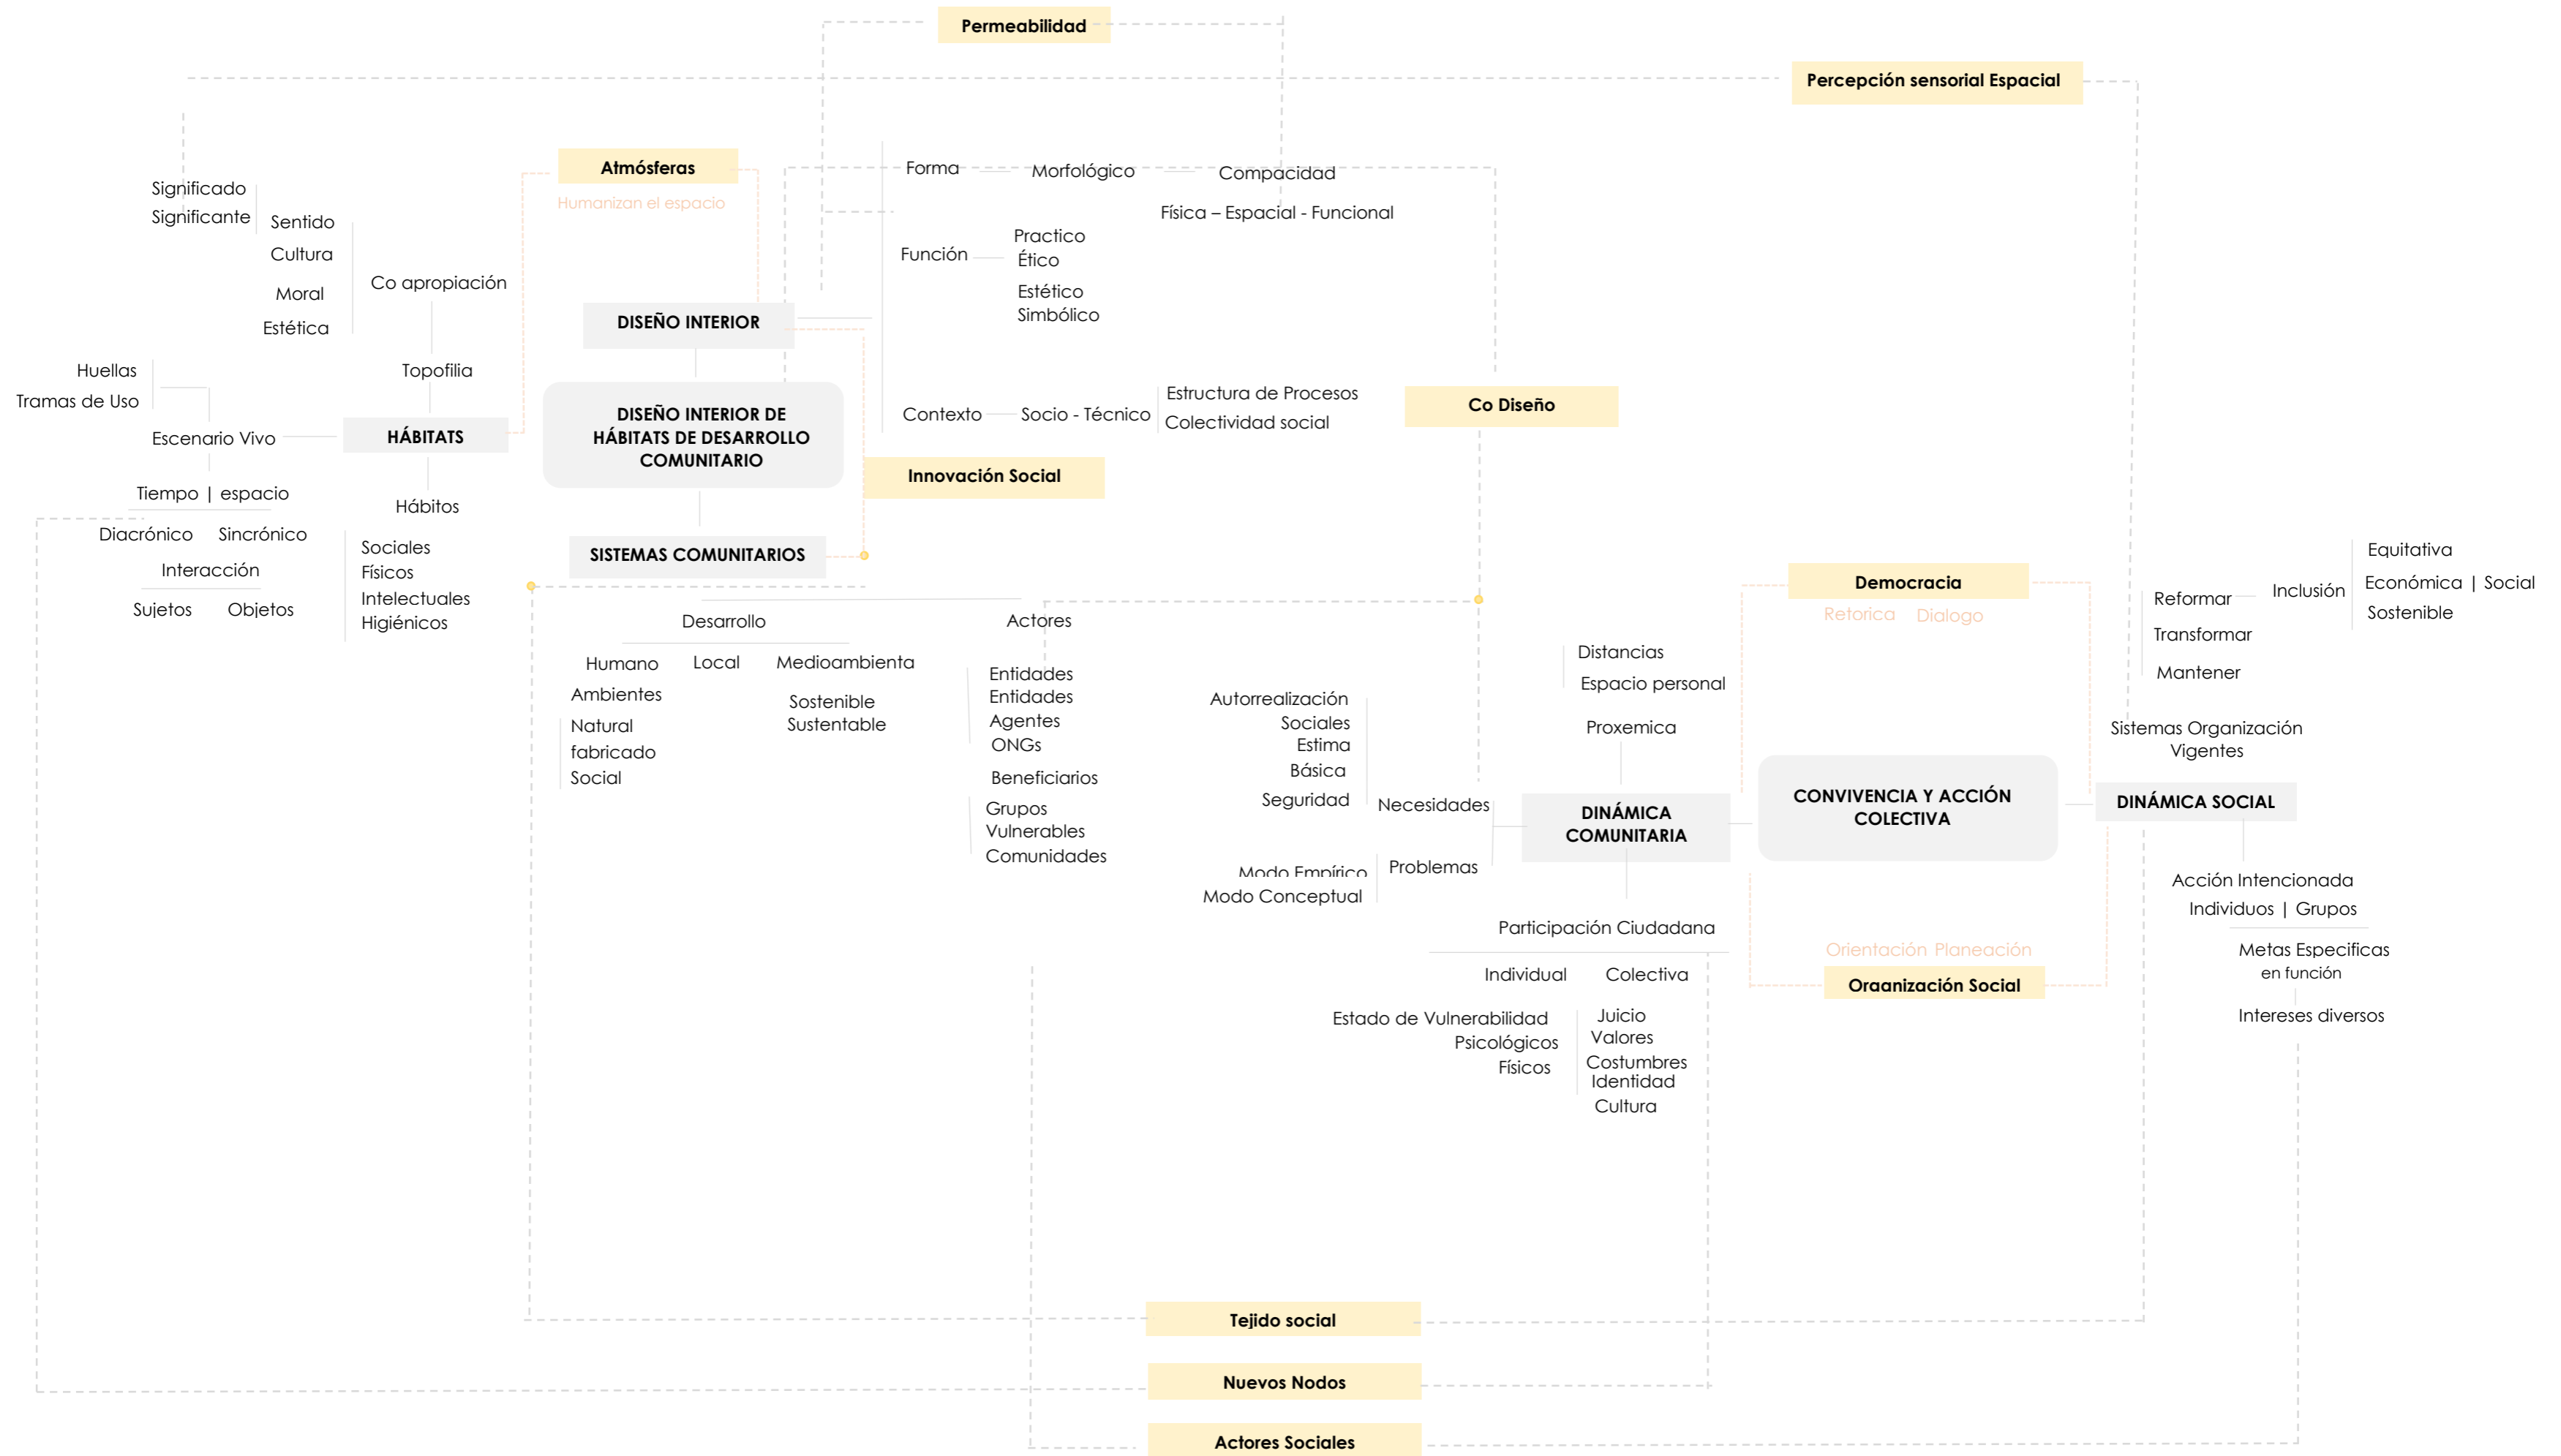 Permeabilidad
Percepción sensorial Espacial
Atmósferas
Humanizan el espacio
Significado
Significante
Sentido
Cultura
Moral
Estética
Co apropiación
Topofilia
Huellas
Tramas de Uso
Escenario Vivo
HÁBITATS
Tiempo | espacio
Diacrónico Sincrónico
Interacción
Sujetos Objetos
Hábitos
Sociales
Físicos
Intelectuales
Higiénicos
DISEÑO INTERIOR
DISEÑO INTERIOR DE
HÁBITATS DE DESARROLLO
COMUNITARIO
SISTEMAS COMUNITARIOS
Forma Morfológico Compacidad
Física – Espacial - Funcional
Función
Practico
Ético
Estético
Simbólico
Contexto Socio - Técnico
Estructura de Procesos
Colectividad social
Co Diseño
Innovación Social
Desarrollo
Humano Local Medioambienta
Ambientes
Natural
fabricado
Social
Sostenible
Sustentable
Actores
Entidades
Entidades
Agentes
ONGs
Beneficiarios
Grupos
Vulnerables
Comunidades
Autorrealización
Sociales
Estima
Básica
Seguridad
Necesidades
Modo Empírico
Modo Conceptual
Problemas
Distancias
Espacio personal
Proxemica
DINÁMICA
COMUNITARIA
Participación Ciudadana
Individual Colectiva
Estado de Vulnerabilidad
Psicológicos
Físicos
Juicio
Valores
Costumbres
Identidad
Cultura
Democracia
Retorica Dialogo
CONVIVENCIA Y ACCIÓN
COLECTIVA
Orientación Planeación
Organización Social
Reformar
Transformar
Mantener
Inclusión
Equitativa
Económica | Social
Sostenible
Sistemas Organización
Vigentes
DINÁMICA SOCIAL
Acción Intencionada
Individuos | Grupos
Metas Especificas
en función
Intereses diversos
Tejido social
Nuevos Nodos
Actores Sociales